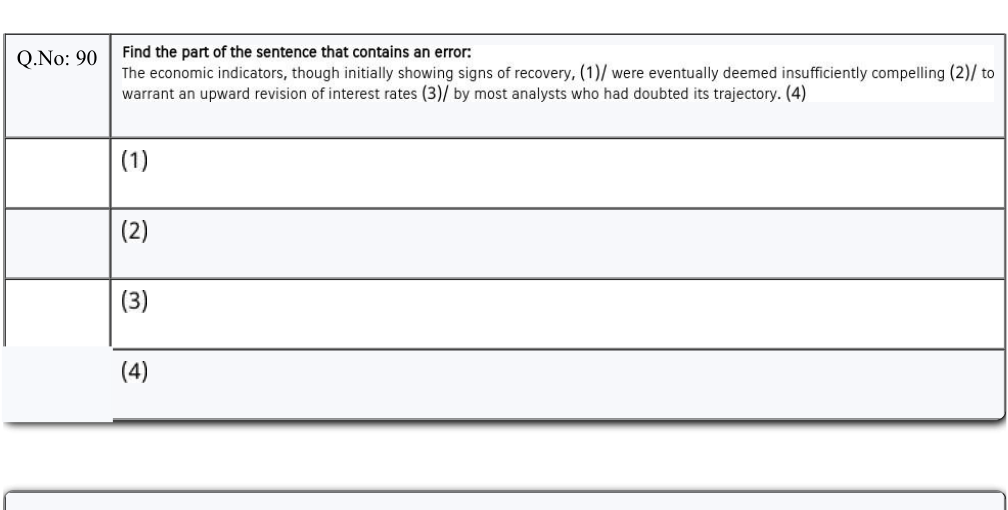 Q.No: 90
Find the part of the sentence that contains an error:
The economic indicators, though initially showing signs of recovery, (1)/ were eventually deemed insufficiently compelling (2)/ to
warrant an upward revision of interest rates (3)/ by most analysts who had doubted its trajectory. (4)
(1)
(2)
(3)
(4)